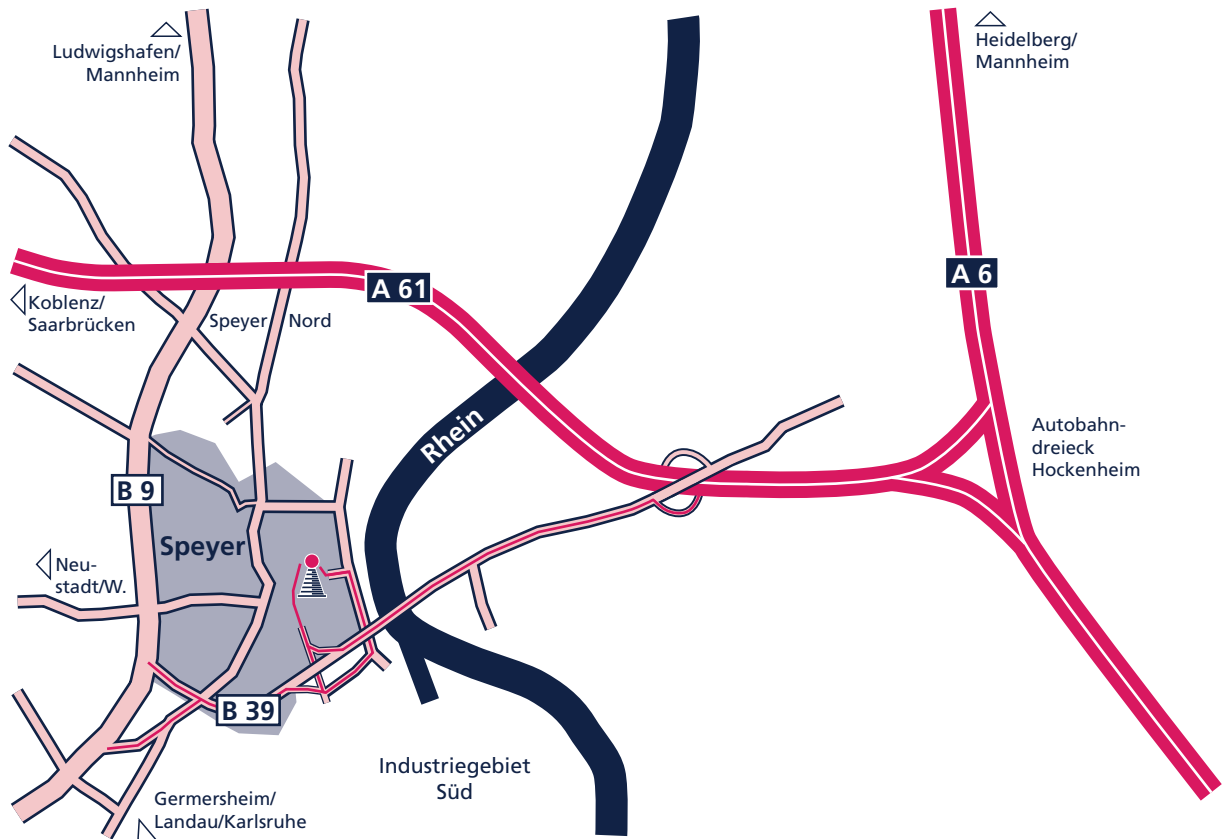 Ludwigshafen/
Mannheim
Heidelberg/
Mannheim
A 61
A 6
Koblenz/
Saarbrücken
Speyer Nord
Rhein
Autobahn-
dreieck
Hockenheim
B 9
Speyer
Neu-
stadt/W.
B 39
Industriegebiet
Süd
Germersheim/
Landau/Karlsruhe